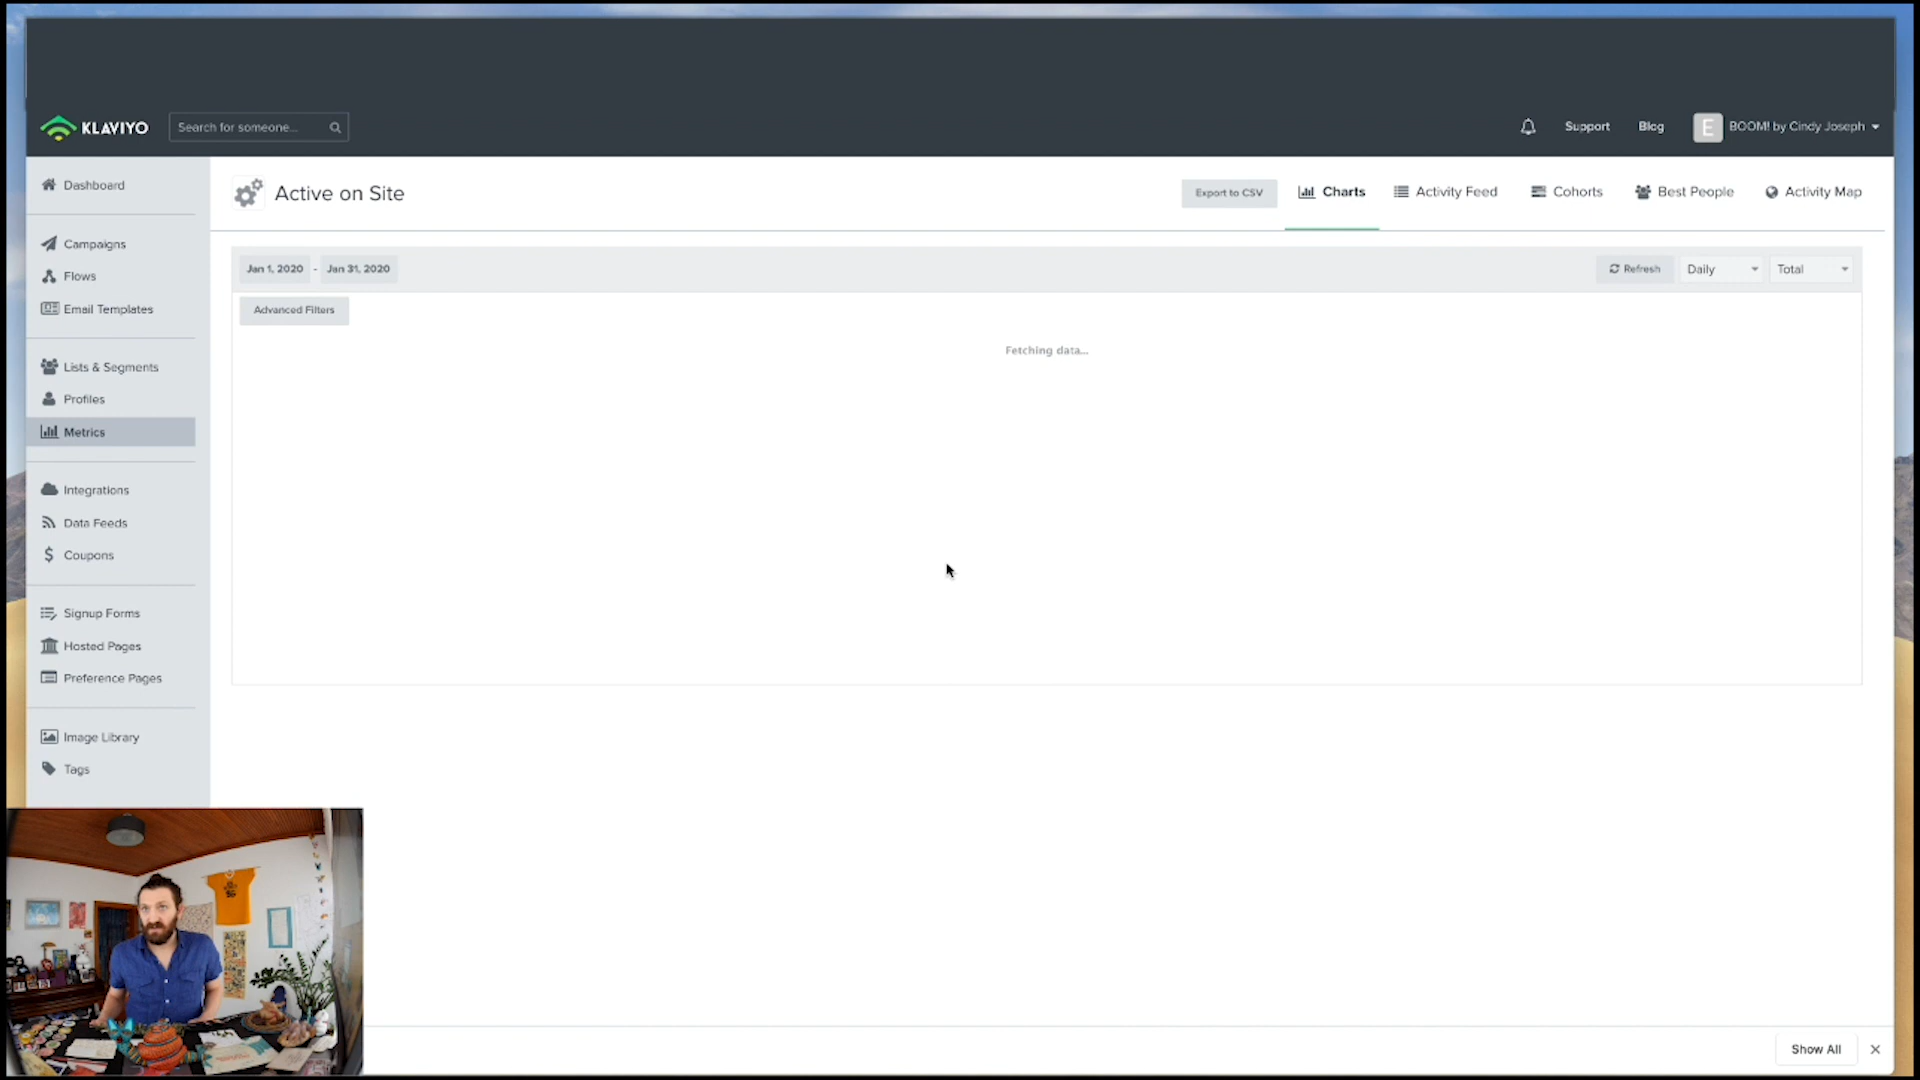 KLAVIYO
Search for someone...
Support
Blog
E
BOOM! by Cindy Joseph
Dashboard
Campaigns
Flows
Email Templates
Lists & Segments
Profiles
Metrics
Integrations
Data Feeds
Coupons
Signup Forms
Hosted Pages
Preference Pages
Image Library
Tags
Active on Site
Export to CSV
Charts
Activity Feed
Cohorts
Best People
Activity Map
Jan 1, 2020 - Jan 31, 2020
Refresh
Daily
Total
Advanced Filters
Fetching data...
Show All